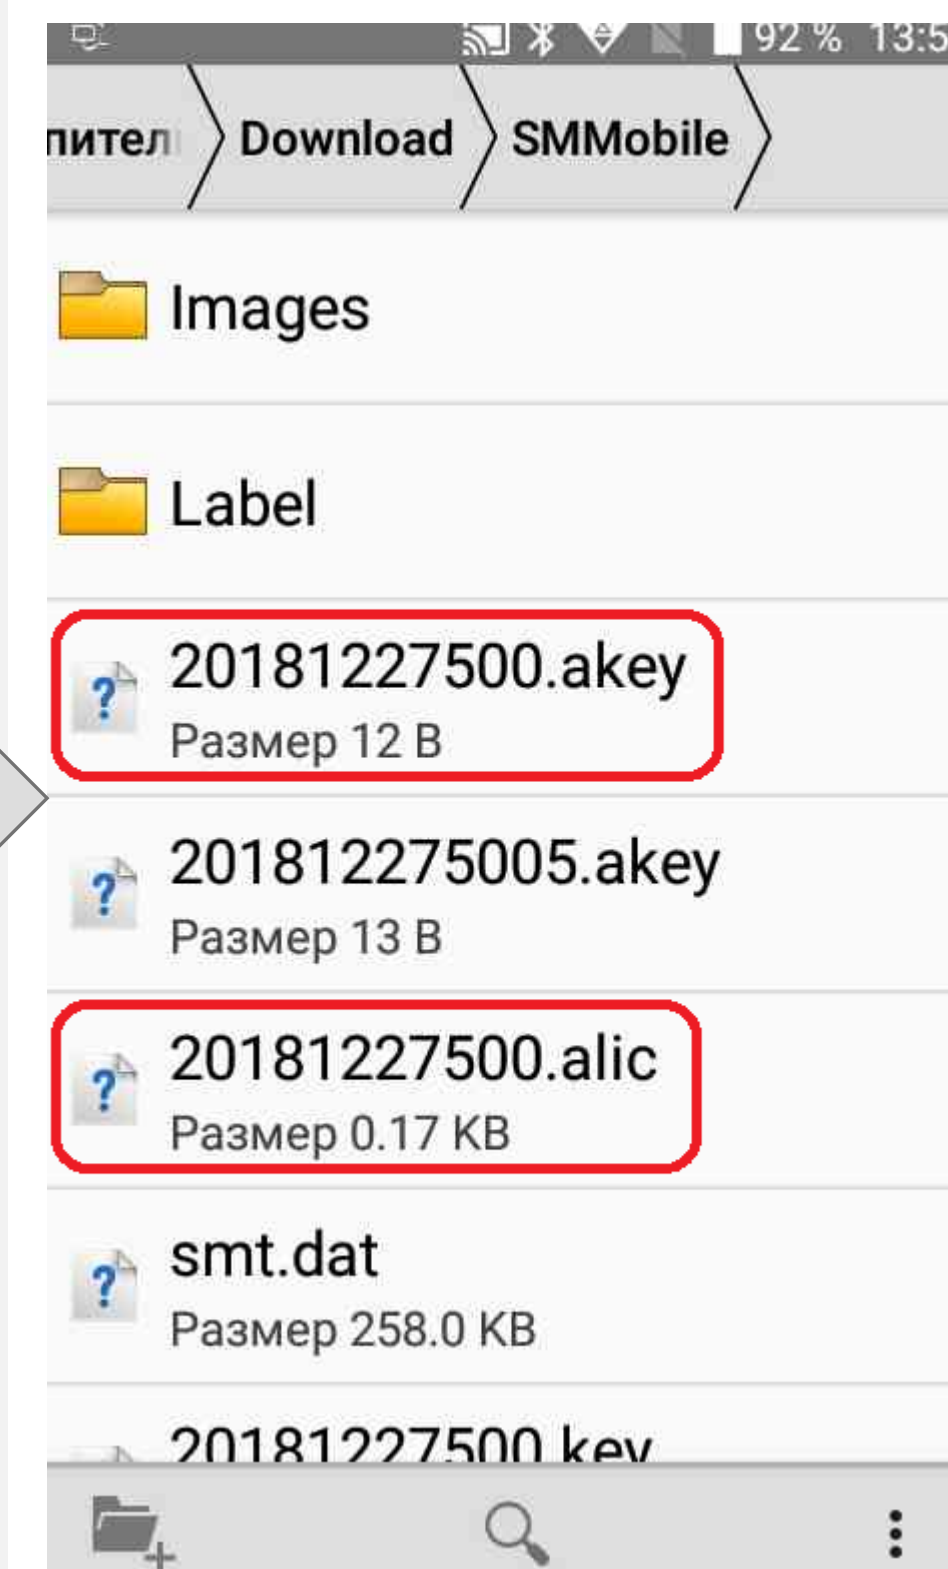 92 % 13:5
пител Download SMMobile
Images
Label
20181227500.akey
Размер 12 B
201812275005.akey
Размер 13 B
20181227500.alic
Размер 0.17 KB
smt.dat
Размер 258.0 KB
20181227500.key